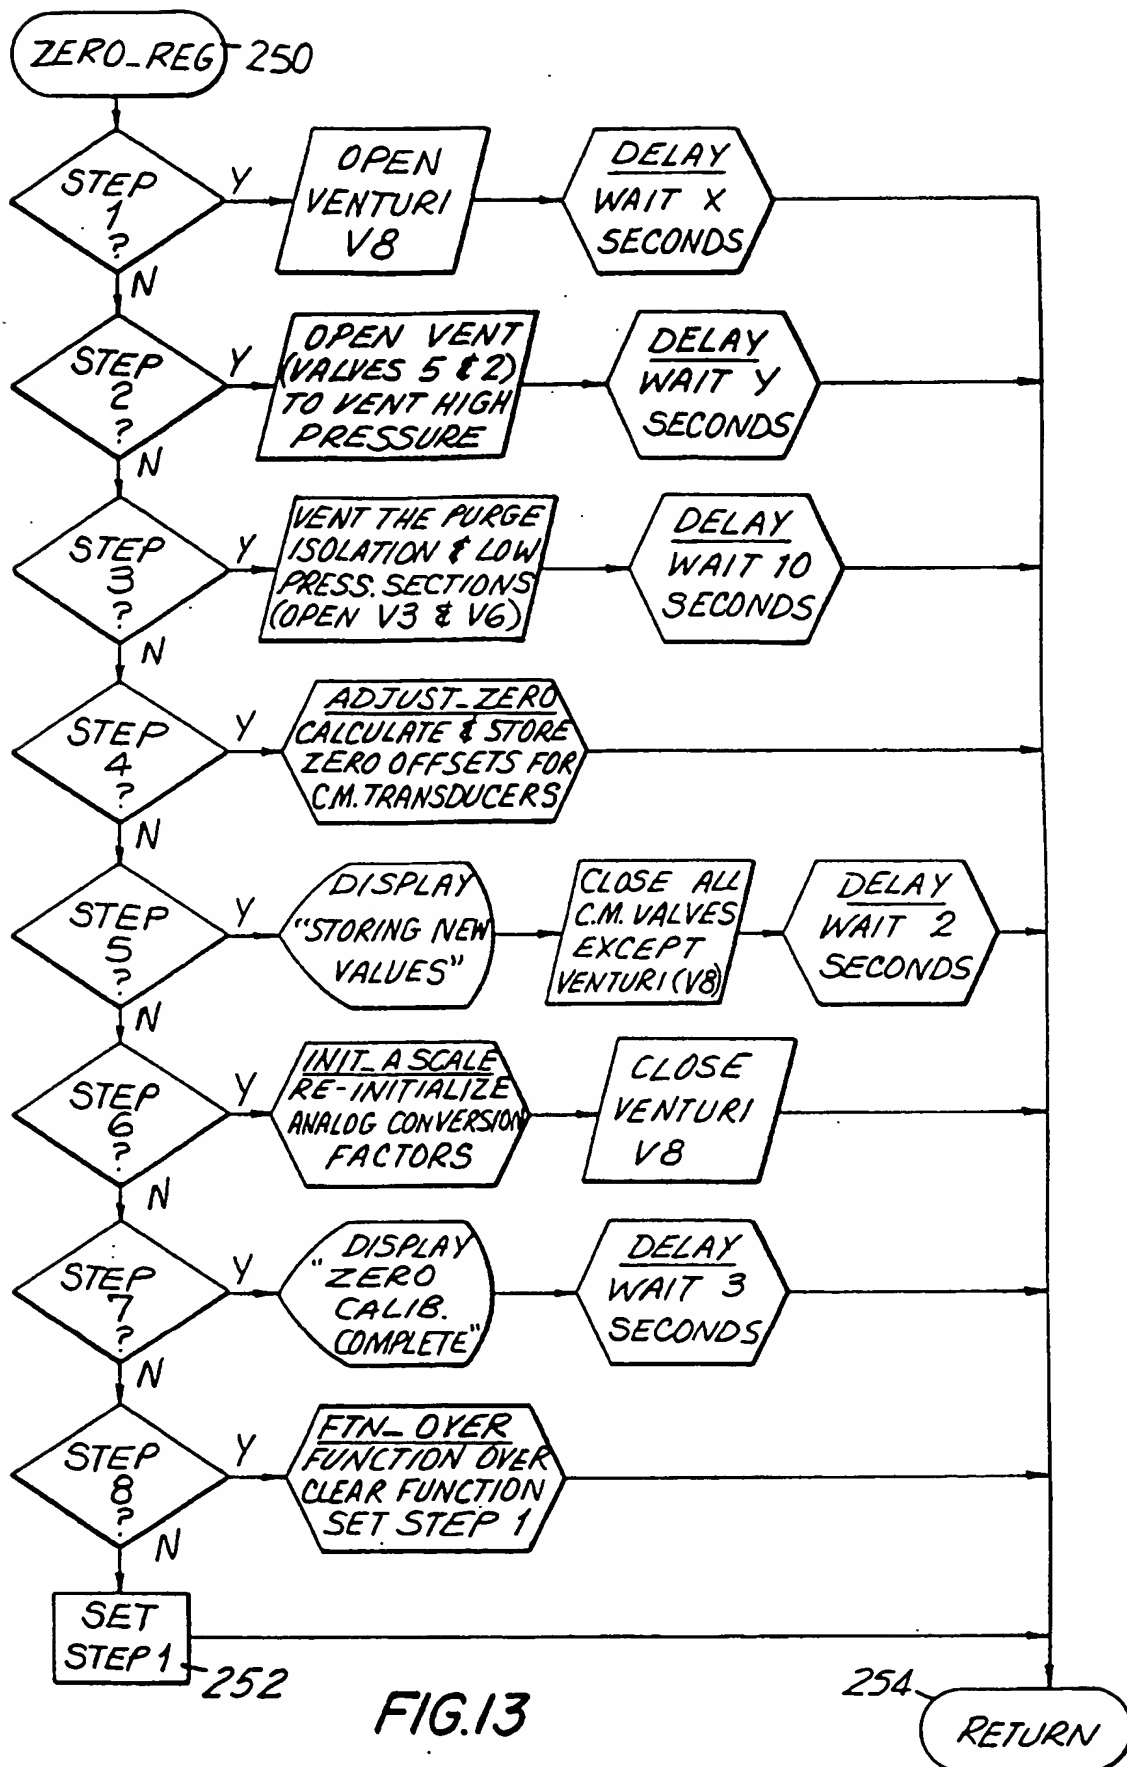 ZERO_REG 250
STEP
1
?
Y
OPEN
VENTURI
V8
DELAY
WAIT X
SECONDS
N
STEP
2
?
Y
OPEN VENT
(VALVES 5 & 2)
TO VENT HIGH
PRESSURE
DELAY
WAIT Y
SECONDS
N
STEP
3
?
Y
VENT THE PURGE
ISOLATION & LOW
PRESS. SECTIONS
(OPEN V3 & V6)
DELAY
WAIT 10
SECONDS
N
STEP
4
?
Y
ADJUST_ZERO
CALCULATE & STORE
ZERO OFFSETS FOR
C.M. TRANSDUCERS
N
STEP
5
?
Y
DISPLAY
"STORING NEW
VALUES"
CLOSE ALL
C.M. VALVES
EXCEPT
VENTURI (V8)
DELAY
WAIT 2
SECONDS
N
STEP
6
?
Y
INIT_ASCALE
RE-INITIALIZE
ANALOG CONVERSION
FACTORS
CLOSE
VENTURI
V8
N
STEP
7
?
Y
DISPLAY
"ZERO
CALIB.
COMPLETE"
DELAY
WAIT 3
SECONDS
N
STEP
8
?
Y
FTN_OVER
FUNCTION OVER
CLEAR FUNCTION
SET STEP 1
N
SET
STEP 1
252
FIG.13
254
RETURN